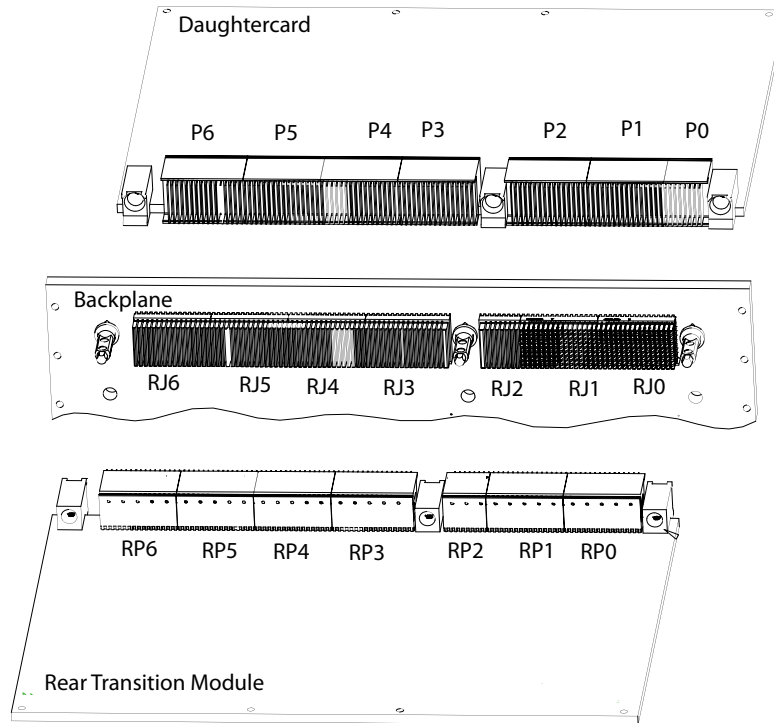 Daughtercard
P6 P5 P4 P3 P2 P1 P0
Backplane
RJ6 RJ5 RJ4 RJ3 RJ2 RJ1 RJ0
RP6 RP5 RP4 RP3 RP2 RP1 RP0
Rear Transition Module